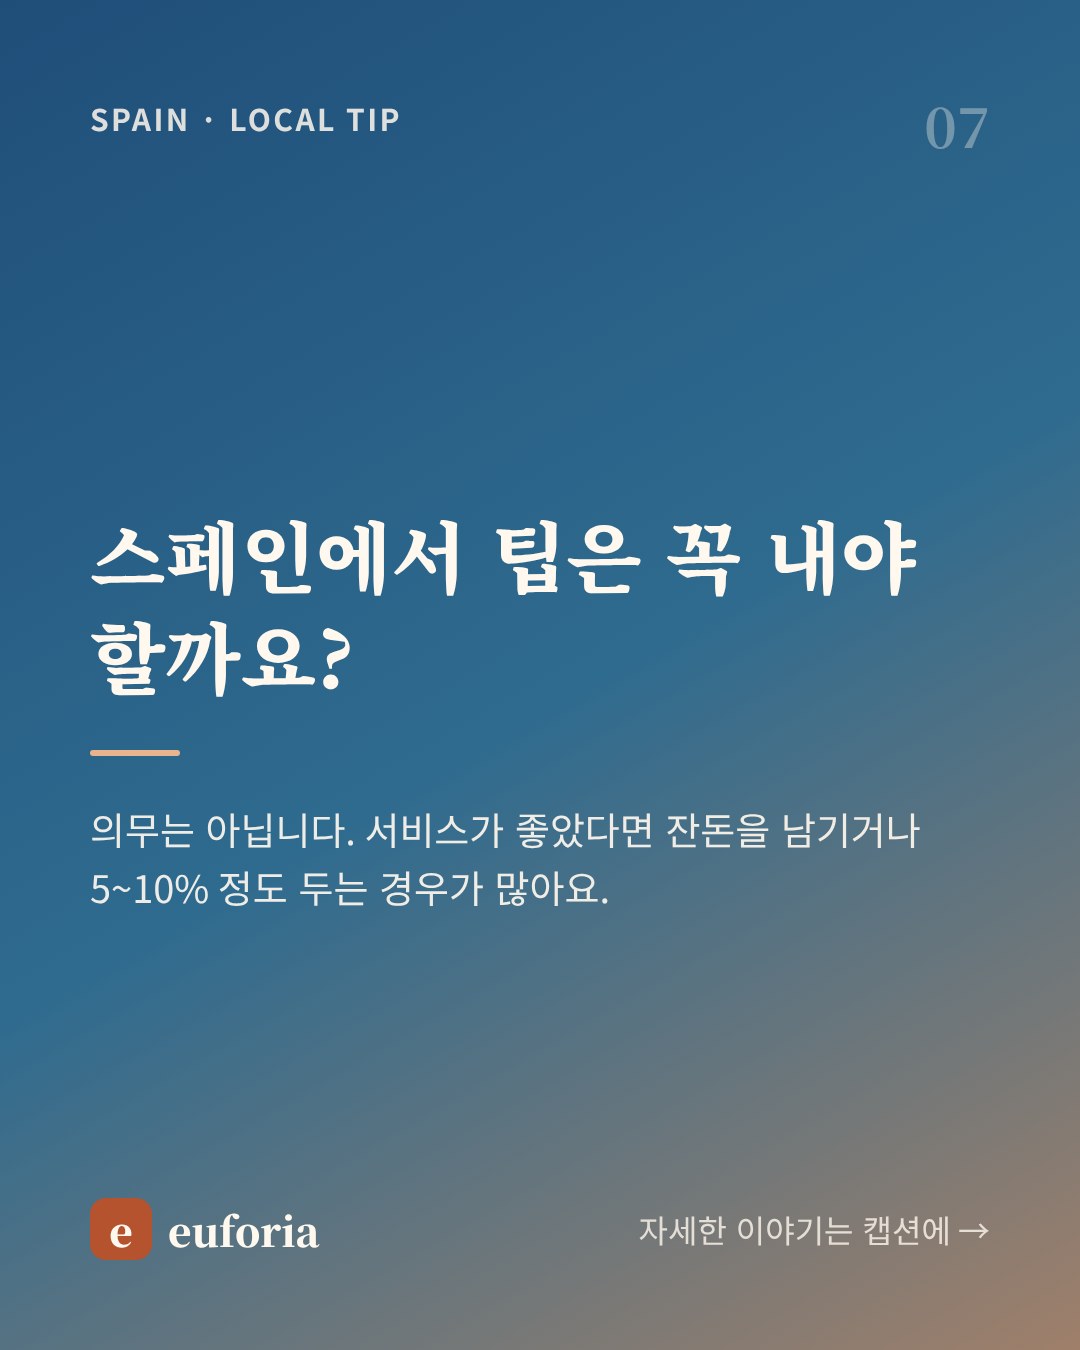 SPAIN · LOCAL TIP
07
스페인에서 팁은 꼭 내야
할까요?
의무는 아닙니다. 서비스가 좋았다면 잔돈을 남기거나
5~10% 정도 두는 경우가 많아요.
e euforia
자세한 이야기는 캡션에 →